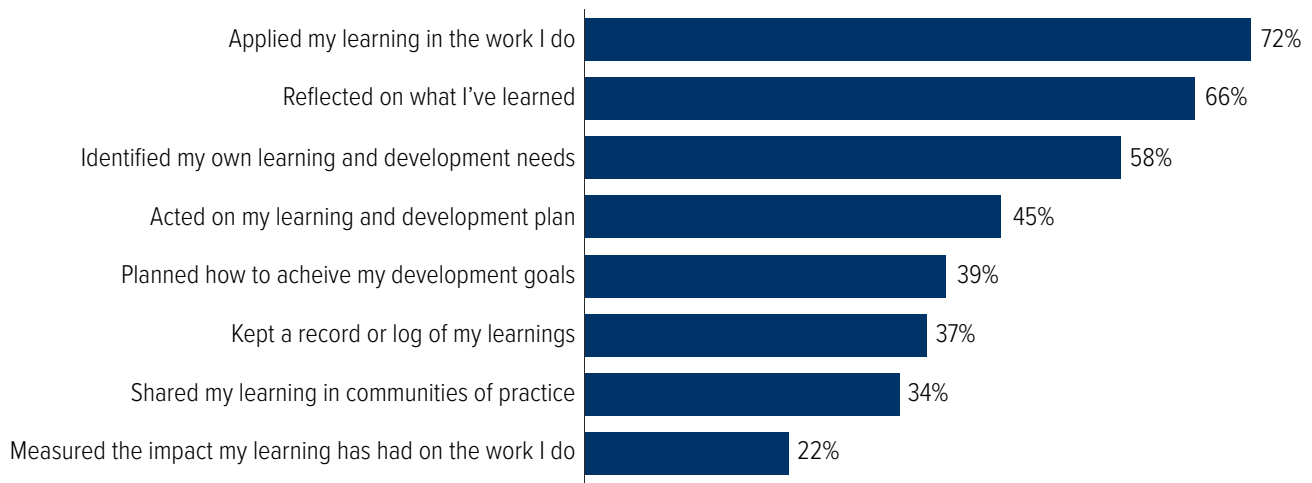 Applied my learning in the work I do 72%
Reflected on what I’ve learned 66%
Identified my own learning and development needs 58%
Acted on my learning and development plan 45%
Planned how to acheive my development goals 39%
Kept a record or log of my learnings 37%
Shared my learning in communities of practice 34%
Measured the impact my learning has had on the work I do 22%